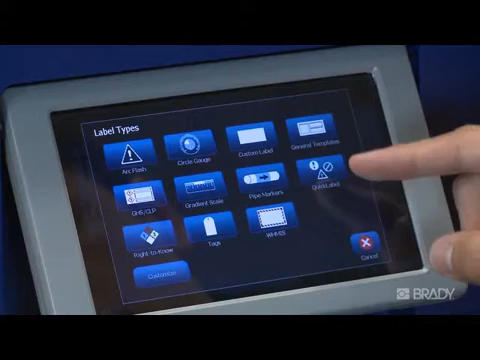 Label Types
Arc Flash
Circle Gauge
Custom Label
General Templates
GHS/CLP
Gradient Scale
Pipe Markers
QuickLabel
Right-to-Know
Tags
WHMIS
Customize
Cancel
BRADY